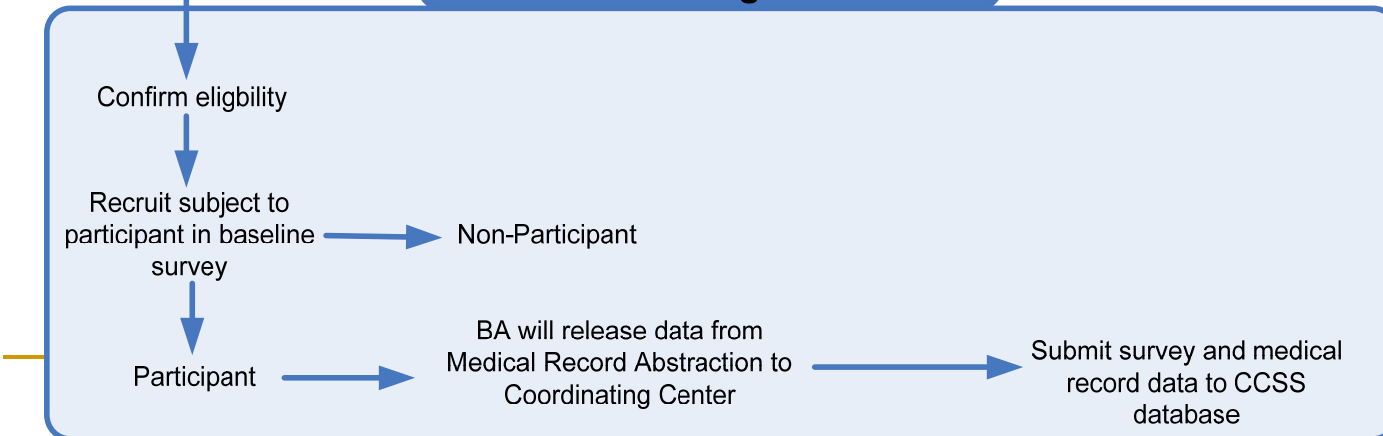 Confirm eligbility
Recruit subject to
participant in baseline
survey
Non-Participant
Participant
BA will release data from
Medical Record Abstraction to
Coordinating Center
Submit survey and medical
record data to CCSS
database